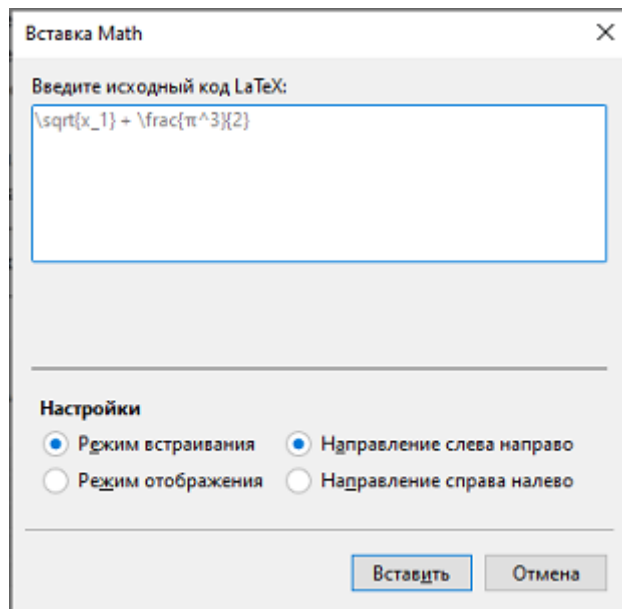 Вставка Math
Введите исходный код LaTeX:
\sqrt{x_1} + \frac{π^3}{2}
Настройки
Режим встраивания
Направление слева направо
Режим отображения
Направление справа налево
Вставить
Отмена